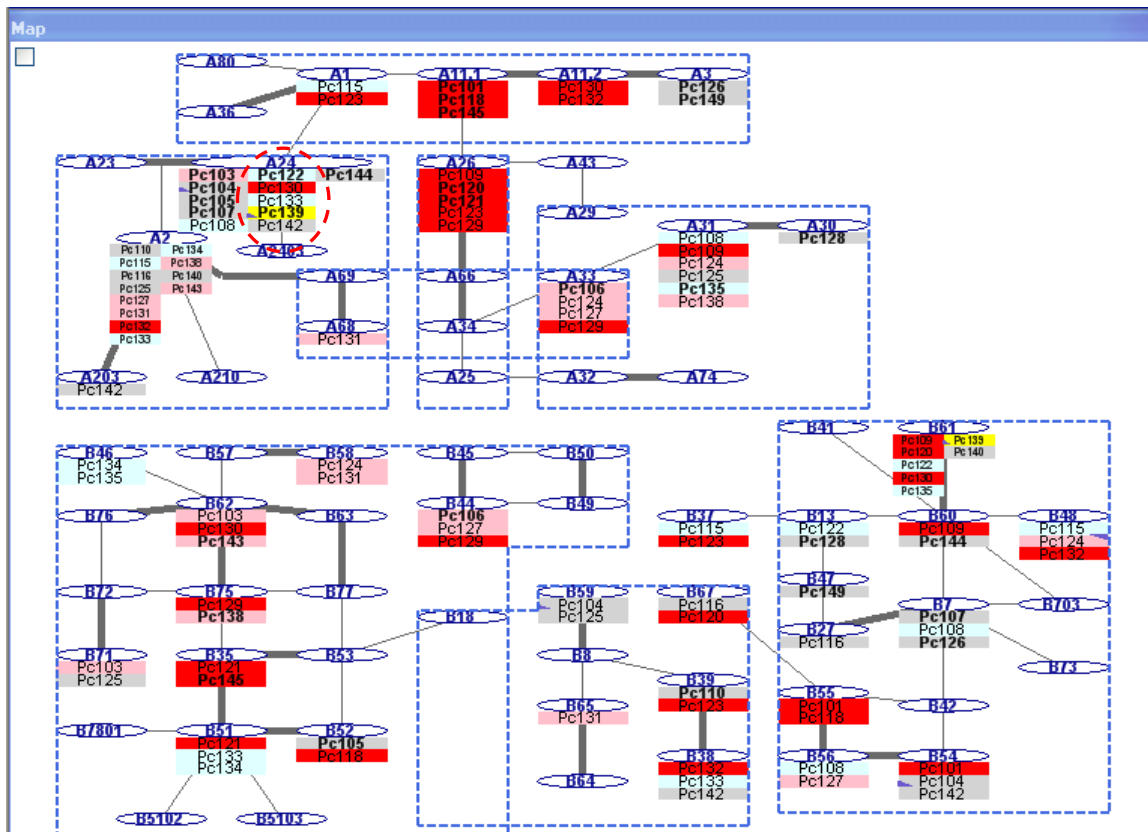 Map
A80
A1
A11.1
A11.2
A3
Pc115
Pc123
Pc101
Pc118
Pc145
Pc130
Pc132
Pc126
Pc149
A36
A23
A24
Pc103
Pc104
Pc105
Pc107
Pc108
Pc122
Pc130
Pc133
Pc139
Pc142
Pc144
A2403
A26
Pc109
Pc120
Pc121
Pc123
Pc129
A43
A29
A31
Pc108
Pc109
Pc124
Pc125
Pc135
Pc138
A30
Pc128
A2
Pc110
Pc115
Pc116
Pc125
Pc127
Pc131
Pc132
Pc133
Pc134
Pc138
Pc140
Pc143
A69
A66
A33
Pc106
Pc124
Pc127
Pc129
A68
Pc131
A34
A203
Pc142
A210
A25
A32
A74
B46
Pc134
Pc135
B57
B58
Pc124
Pc131
B45
B50
B41
B61
Pc109
Pc120
Pc122
Pc130
Pc135
Pc139
Pc140
B76
B62
Pc103
Pc130
Pc143
B63
B44
Pc106
Pc127
Pc129
B49
B37
Pc115
Pc123
B13
Pc122
Pc128
B60
Pc109
Pc144
B48
Pc115
Pc124
Pc132
B72
B75
Pc129
Pc138
B77
B59
Pc104
Pc125
B67
Pc116
Pc120
B47
Pc149
B7
Pc107
Pc108
Pc126
B703
B18
B27
Pc116
B71
Pc103
Pc125
B35
Pc121
Pc145
B53
B8
B73
B39
Pc110
Pc123
B65
Pc131
B55
Pc101
Pc118
B42
B7801
B51
Pc121
Pc133
Pc134
B52
Pc105
Pc118
B64
B38
Pc132
Pc133
Pc142
B56
Pc108
Pc127
B54
Pc101
Pc104
Pc142
B5102
B5103